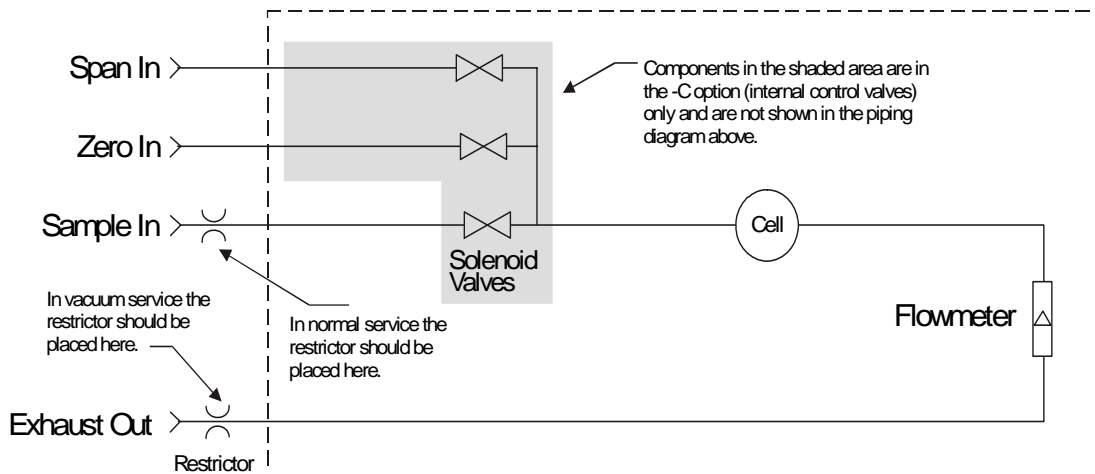 Span In
Components in the shaded area are in
the -C option (internal control valves)
only and are not shown in the piping
diagram above.
Zero In
Sample In
Cell
Solenoid
Valves
In vacuum service the
restrictor should be
placed here.
In normal service the
restrictor should be
placed here.
Flowmeter
Exhaust Out
Restrictor